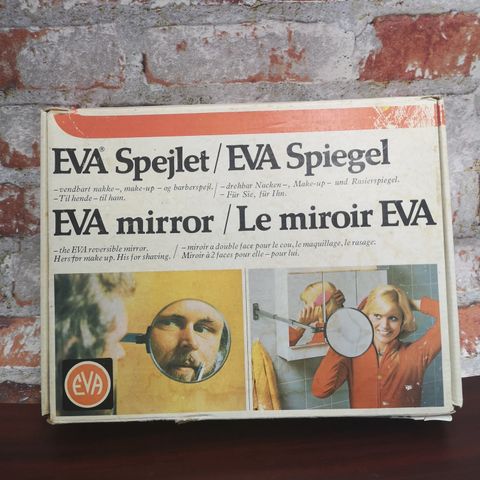 EVA® Spejlet / EVA Spiegel
-vendbart nakke-, make-up - og barberspejl. / -drehbar Nacken-, Make-up - und Rasierspiegel.
-Til hende - til ham. - Für Sie, für Ihn.
EVA mirror / Le miroir EVA
- the EVA reversible mirror. / - miroir a double face pour le cou, le maquillage, le rasage.
Hers for make up. His for shaving. Miroir à 2 faces pour elle - pour lui.
EVA